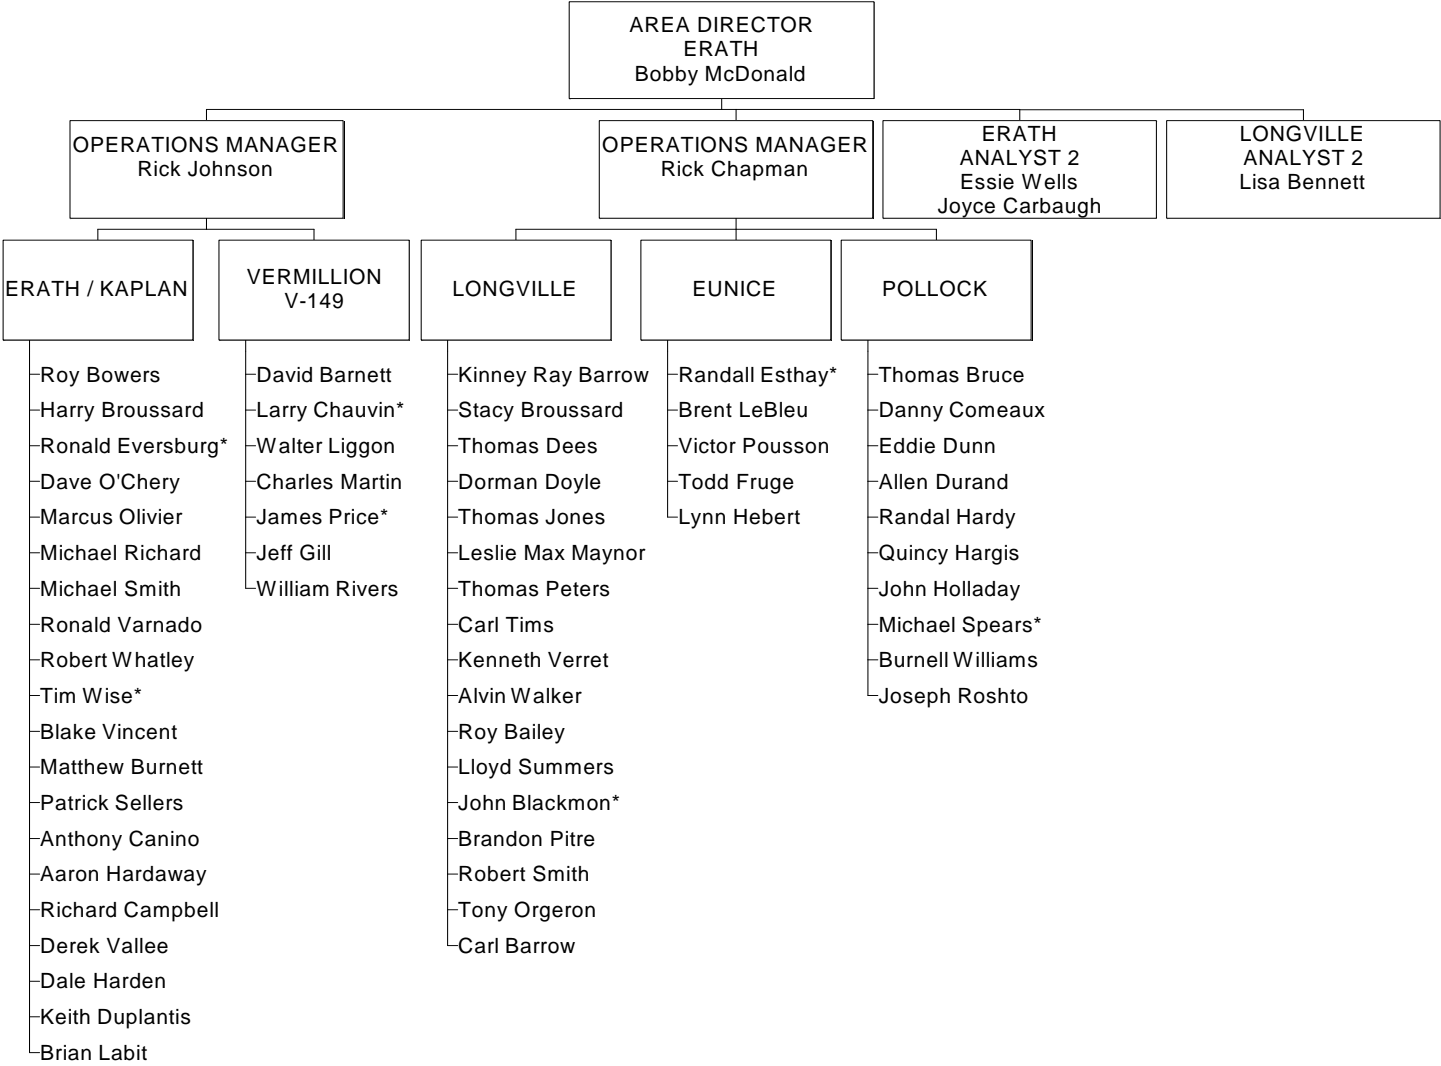 AREA DIRECTOR
ERATH
Bobby McDonald
OPERATIONS MANAGER
Rick Johnson
OPERATIONS MANAGER
Rick Chapman
ERATH
ANALYST 2
Essie Wells
Joyce Carbaugh
LONGVILLE
ANALYST 2
Lisa Bennett
ERATH / KAPLAN
Roy Bowers
Harry Broussard
Ronald Eversburg*
Dave O'Chery
Marcus Olivier
Michael Richard
Michael Smith
Ronald Varnado
Robert Whatley
Tim Wise*
Blake Vincent
Matthew Burnett
Patrick Sellers
Anthony Canino
Aaron Hardaway
Richard Campbell
Derek Vallee
Dale Harden
Keith Duplantis
Brian Labit
VERMILLION
V-149
David Barnett
Larry Chauvin*
Walter Liggon
Charles Martin
James Price*
Jeff Gill
William Rivers
LONGVILLE
Kinney Ray Barrow
Stacy Broussard
Thomas Dees
Dorman Doyle
Thomas Jones
Leslie Max Maynor
Thomas Peters
Carl Tims
Kenneth Verret
Alvin Walker
Roy Bailey
Lloyd Summers
John Blackmon*
Brandon Pitre
Robert Smith
Tony Orgeron
Carl Barrow
EUNICE
Randall Esthay*
Brent LeBleu
Victor Pousson
Todd Fruge
Lynn Hebert
POLLOCK
Thomas Bruce
Danny Comeaux
Eddie Dunn
Allen Durand
Randal Hardy
Quincy Hargis
John Holladay
Michael Spears*
Burnell Williams
Joseph Roshto